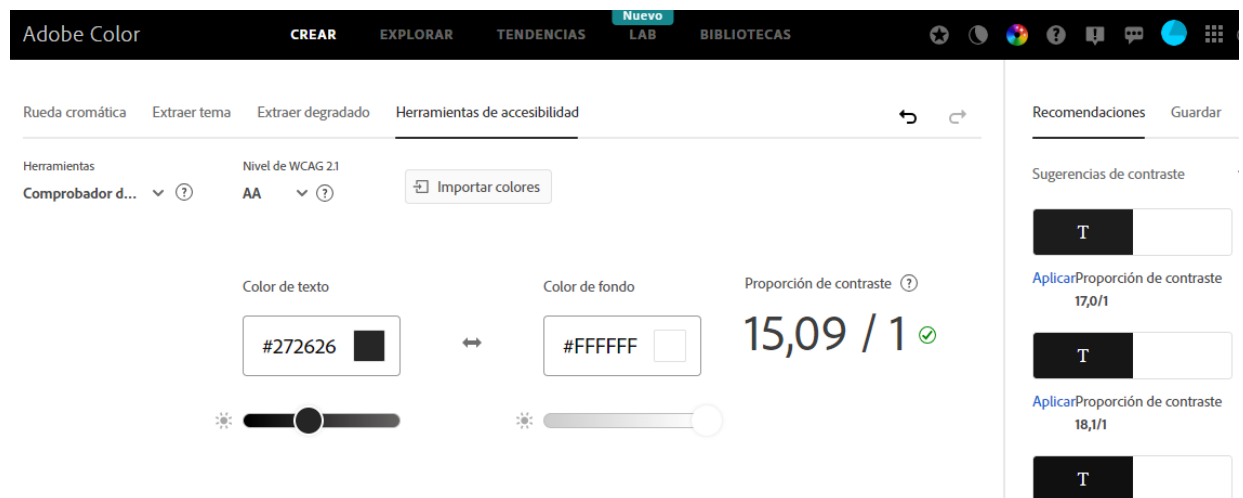 Adobe Color
CREAR
EXPLORAR
TENDENCIAS
Nuevo
LAB
BIBLIOTECAS
Rueda cromática
Extraer tema
Extraer degradado
Herramientas de accesibilidad
Recomendaciones
Guardar
Herramientas
Comprobador d...
Nivel de WCAG 2.1
AA
Importar colores
Sugerencias de contraste
T
AplicarProporción de contraste
17,0/1
Color de texto
#272626
Color de fondo
#FFFFFF
Proporción de contraste
15,09 / 1
T
AplicarProporción de contraste
18,1/1
T